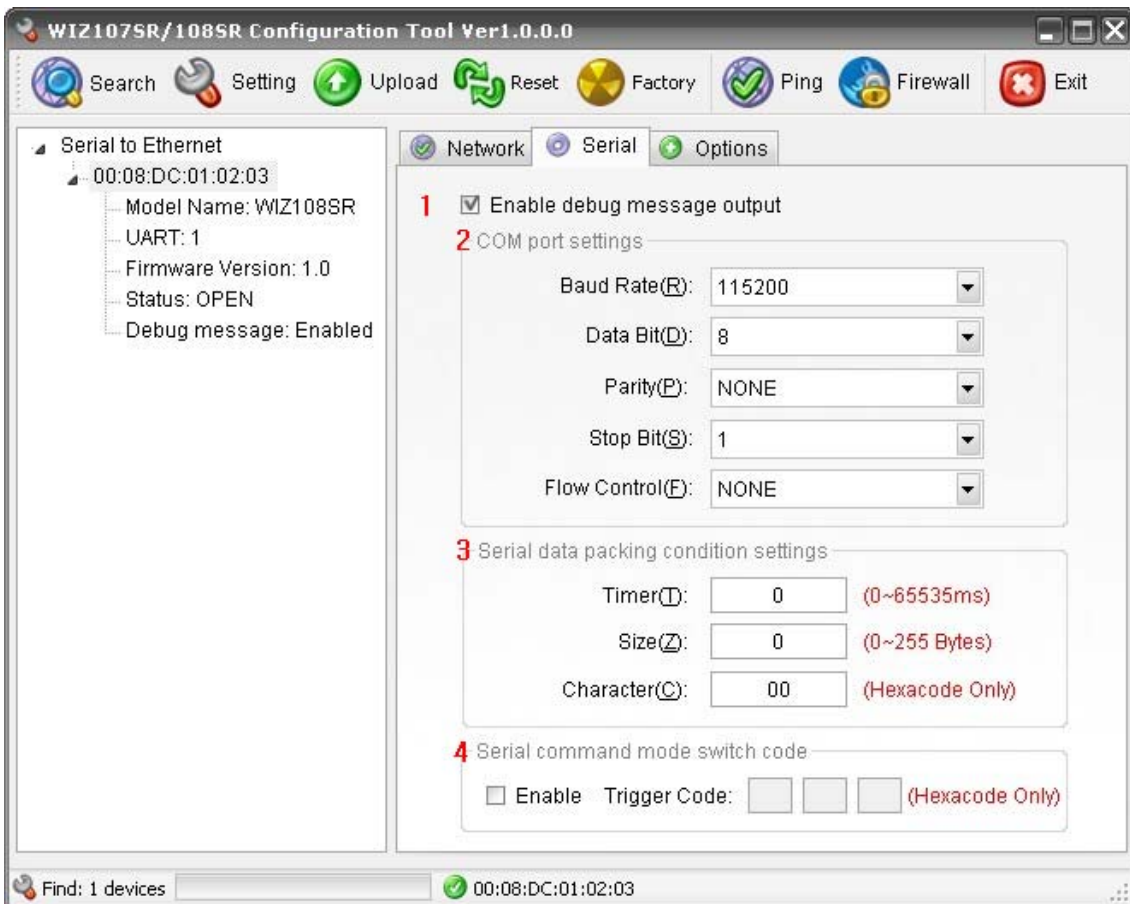 WIZ107SR/108SR Configuration Tool Ver1.0.0.0
Search Setting Upload Reset Factory Ping Firewall Exit
Serial to Ethernet
00:08:DC:01:02:03
Model Name: WIZ108SR
UART: 1
Firmware Version: 1.0
Status: OPEN
Debug message: Enabled
Network Serial Options
1 Enable debug message output
2 COM port settings
Baud Rate(R): 115200
Data Bit(D): 8
Parity(P): NONE
Stop Bit(S): 1
Flow Control(F): NONE
3 Serial data packing condition settings
Timer(T): 0 (0~65535ms)
Size(Z): 0 (0~255 Bytes)
Character(C): 00 (Hexacode Only)
4 Serial command mode switch code
Enable Trigger Code: (Hexacode Only)
Find: 1 devices 00:08:DC:01:02:03